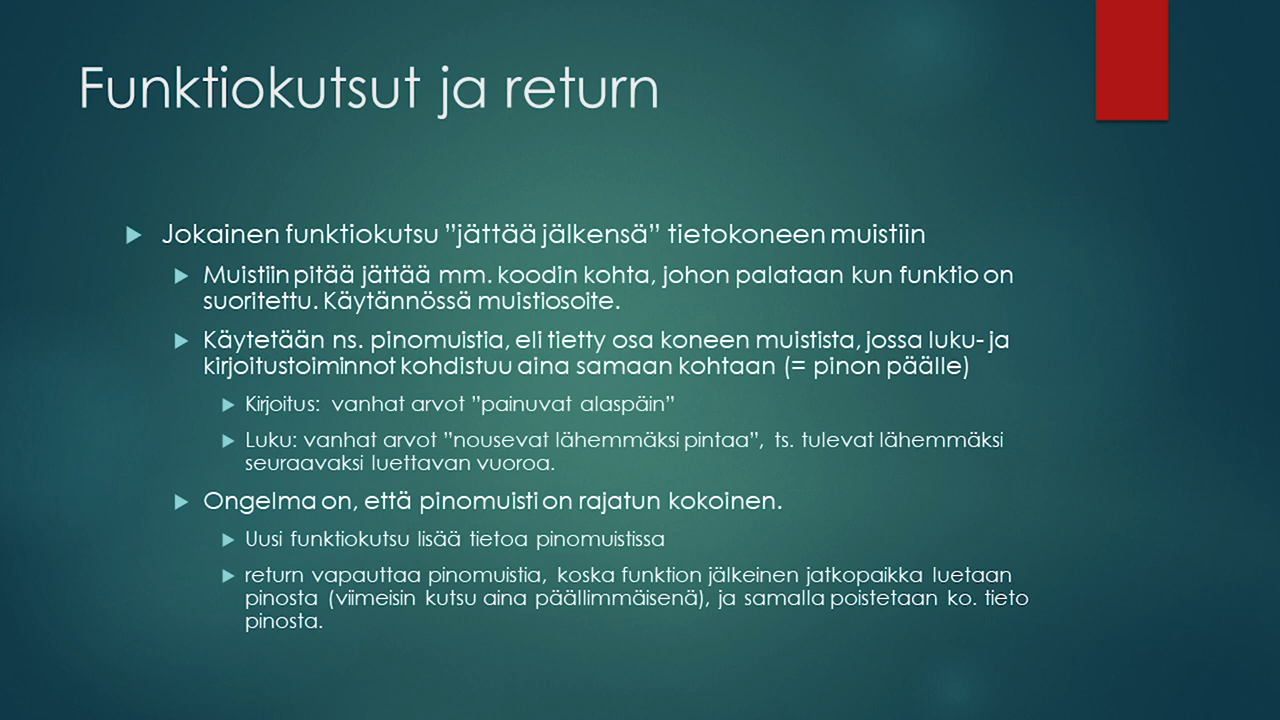 Funktiokutsut ja return
Jokainen funktiokutsu ”jättää jälkensä” tietokoneen muistiin
Muistiin pitää jättää mm. koodin kohta, johon palataan kun funktio on
suoritettu. Käytännössä muistiosoite.
Käytetään ns. pinomuistia, eli tietty osa koneen muistista, jossa luku- ja
kirjoitustoiminnot kohdistuu aina samaan kohtaan (= pinon päälle)
Kirjoitus: vanhat arvot ”painuvat alaspäin”
Luku: vanhat arvot ”nousevat lähemmäksi pintaa”, ts. tulevat lähemmäksi
seuraavaksi luettavan vuoroa.
Ongelma on, että pinomuisti on rajatun kokoinen.
Uusi funktiokutsu lisää tietoa pinomuistissa
return vapauttaa pinomuistia, koska funktion jälkeinen jatkopaikka luetaan
pinosta (viimeisin kutsu aina päällimmäisenä), ja samalla poistetaan ko. tieto
pinosta.